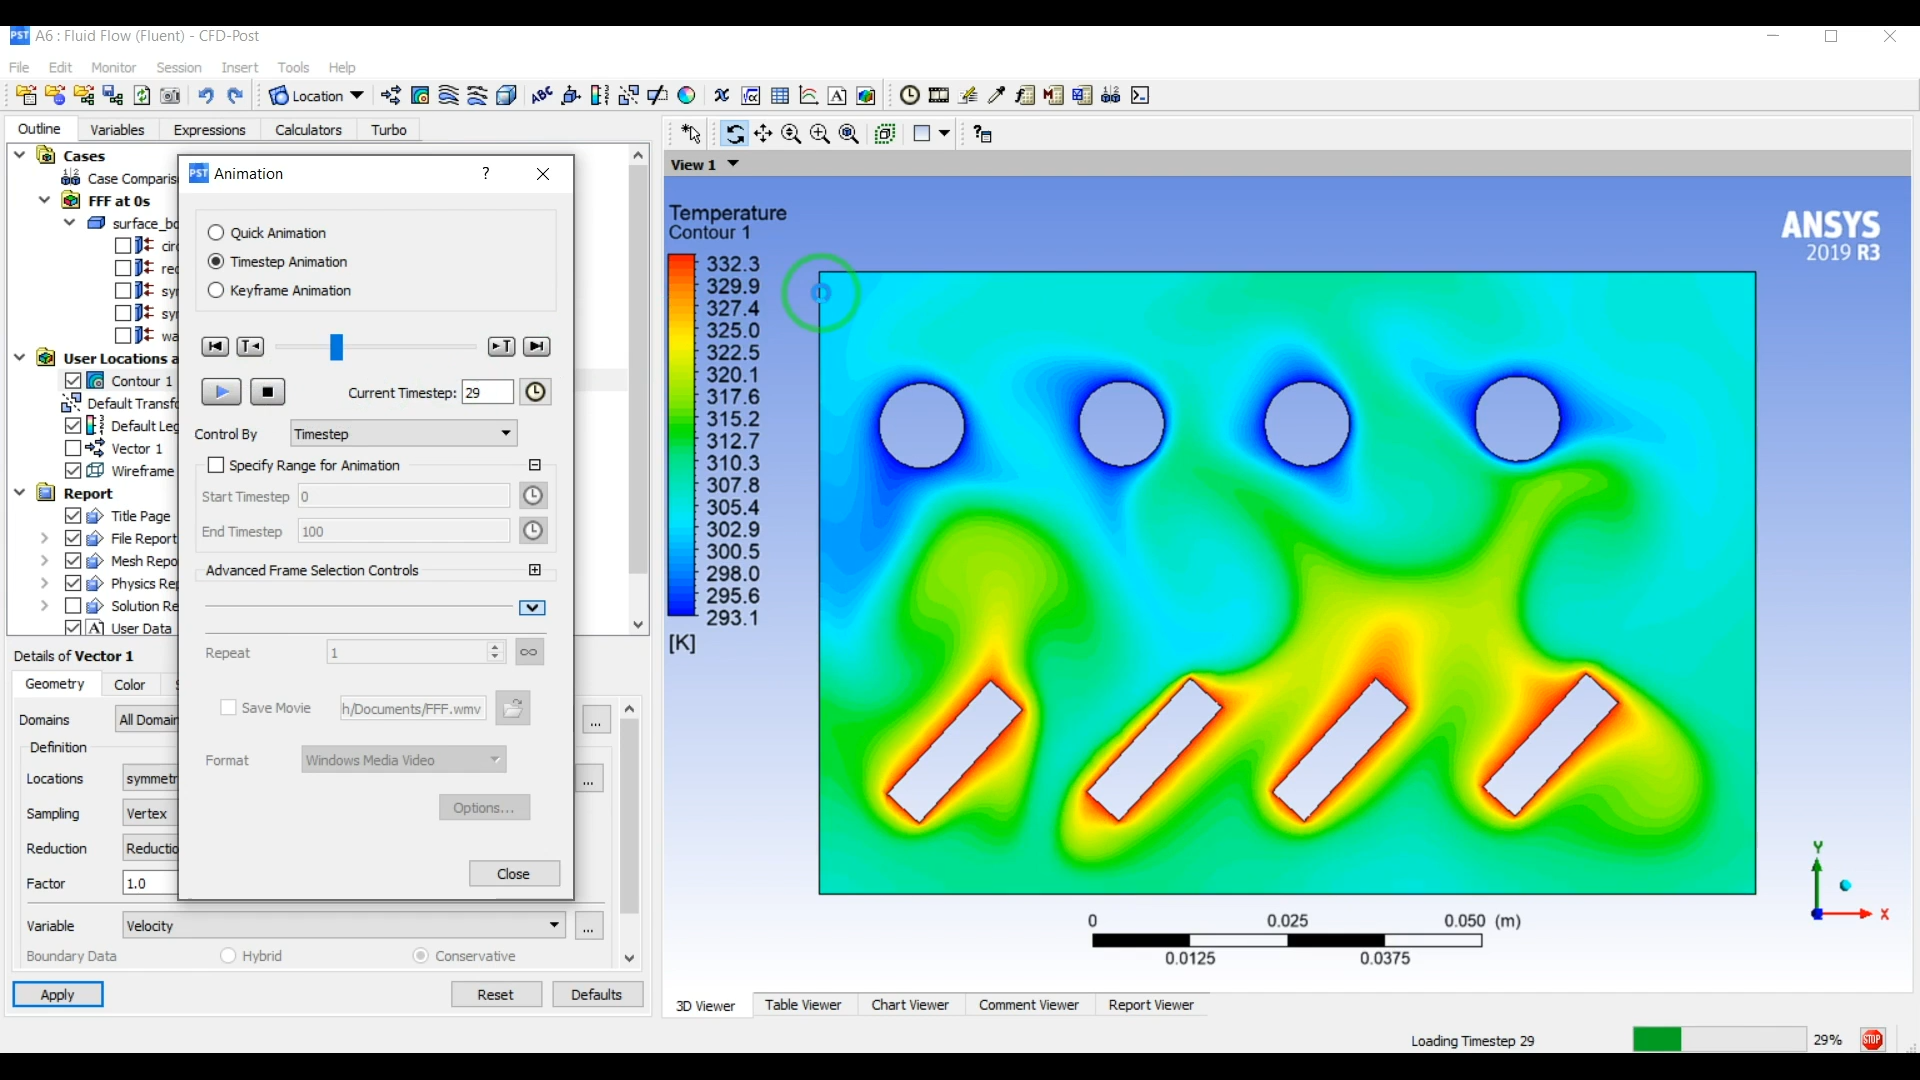 PST A6 : Fluid Flow (Fluent) - CFD-Post
File Edit Monitor Session Insert Tools Help
Location
Outline Variables Expressions Calculators Turbo
Cases
Case Comparis
FFF at 0s
surface_bo
circ
rec
sy
sy
wa
User Locations a
Contour 1
Default Transfo
Default Leg
Vector 1
Wireframe
Report
Title Page
File Report
Mesh Repo
Physics Rep
Solution Re
User Data
PST Animation ?
Quick Animation
Timestep Animation
Keyframe Animation
Current Timestep: 29
Control By Timestep
Specify Range for Animation
Start Timestep 0
End Timestep 100
Advanced Frame Selection Controls
Repeat 1 ∞
Save Movie h/Documents/FFF.wmv
Format Windows Media Video
Options...
Close
Details of Vector 1
Geometry Color S
Domains All Domain ...
Definition
Locations symmetr ...
Sampling Vertex
Reduction Reductio
Factor 1.0
Variable Velocity ...
Boundary Data Hybrid Conservative
Apply Reset Defaults
View 1
Temperature
Contour 1
332.3
329.9
327.4
325.0
322.5
320.1
317.6
315.2
312.7
310.3
307.8
305.4
302.9
300.5
298.0
295.6
293.1
[K]
ANSYS
2019 R3
Y
X
0 0.025 0.050 (m)
0.0125 0.0375
3D Viewer Table Viewer Chart Viewer Comment Viewer Report Viewer
Loading Timestep 29 29% STOP